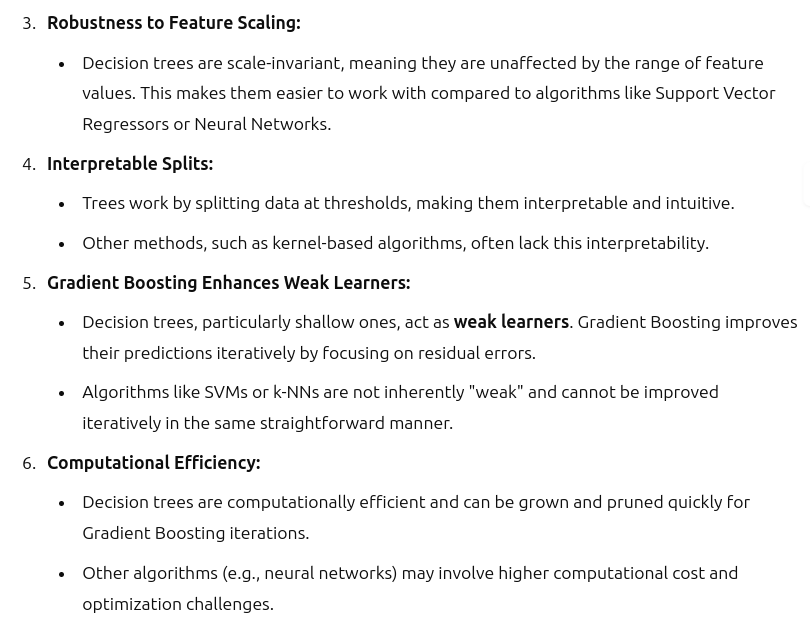 3. Robustness to Feature Scaling:
• Decision trees are scale-invariant, meaning they are unaffected by the range of feature
values. This makes them easier to work with compared to algorithms like Support Vector
Regressors or Neural Networks.
4. Interpretable Splits:
• Trees work by splitting data at thresholds, making them interpretable and intuitive.
• Other methods, such as kernel-based algorithms, often lack this interpretability.
5. Gradient Boosting Enhances Weak Learners:
• Decision trees, particularly shallow ones, act as weak learners. Gradient Boosting improves
their predictions iteratively by focusing on residual errors.
• Algorithms like SVMs or k-NNs are not inherently "weak" and cannot be improved
iteratively in the same straightforward manner.
6. Computational Efficiency:
• Decision trees are computationally efficient and can be grown and pruned quickly for
Gradient Boosting iterations.
• Other algorithms (e.g., neural networks) may involve higher computational cost and
optimization challenges.